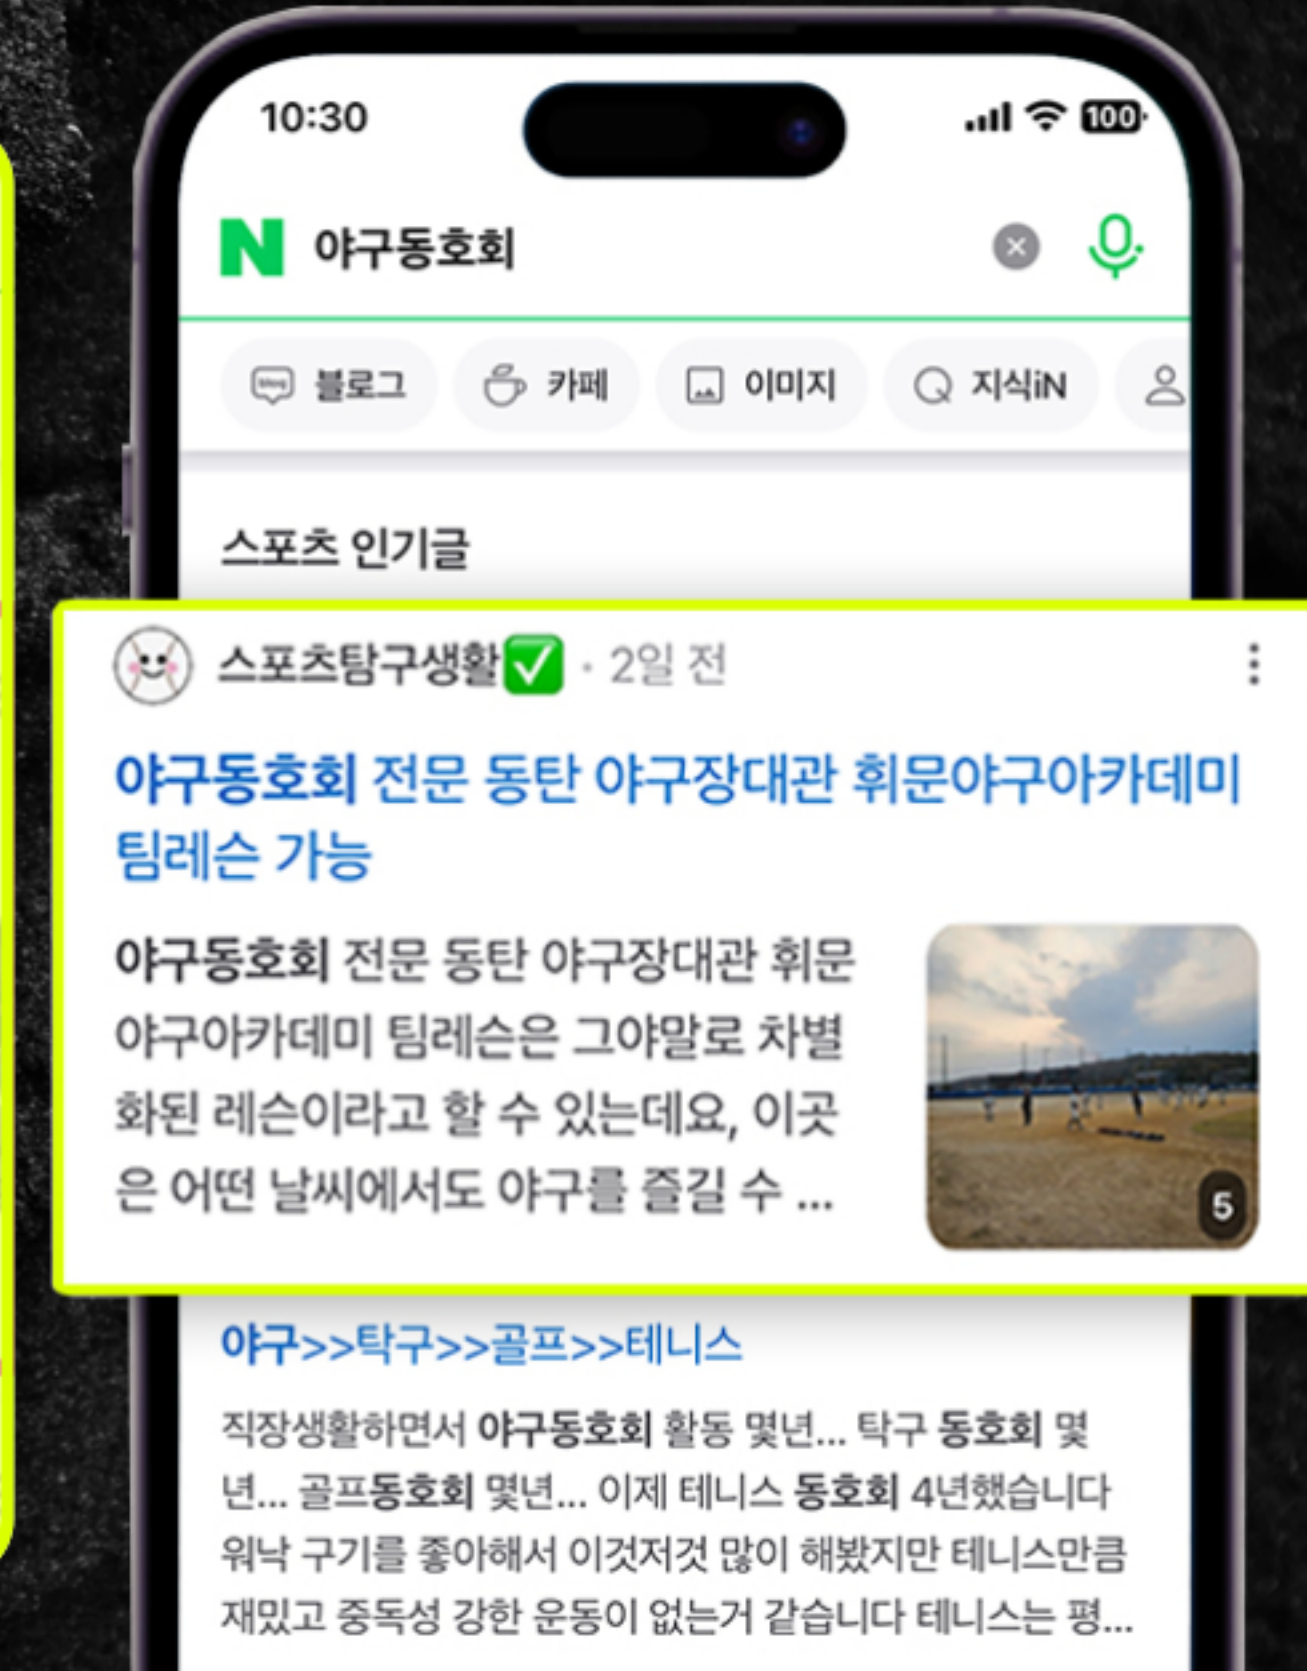 10:30
100
N 야구동호회
blog 블로그 카페 이미지 지식iN
스포츠 인기글
스포츠탐구생활✅ · 2일 전
야구동호회 전문 동탄 야구장대관 휘문야구아카데미
팀레슨 가능
야구동호회 전문 동탄 야구장대관 휘문
야구아카데미 팀레슨은 그야말로 차별
화된 레슨이라고 할 수 있는데요, 이곳
은 어떤 날씨에서도 야구를 즐길 수 ...
5
야구>>탁구>>골프>>테니스
직장생활하면서 야구동호회 활동 몇년... 탁구 동호회 몇
년... 골프동호회 몇년... 이제 테니스 동호회 4년했습니다
워낙 구기를 좋아해서 이것저것 많이 해봤지만 테니스만큼
재밌고 중독성 강한 운동이 없는거 같습니다 테니스는 평...